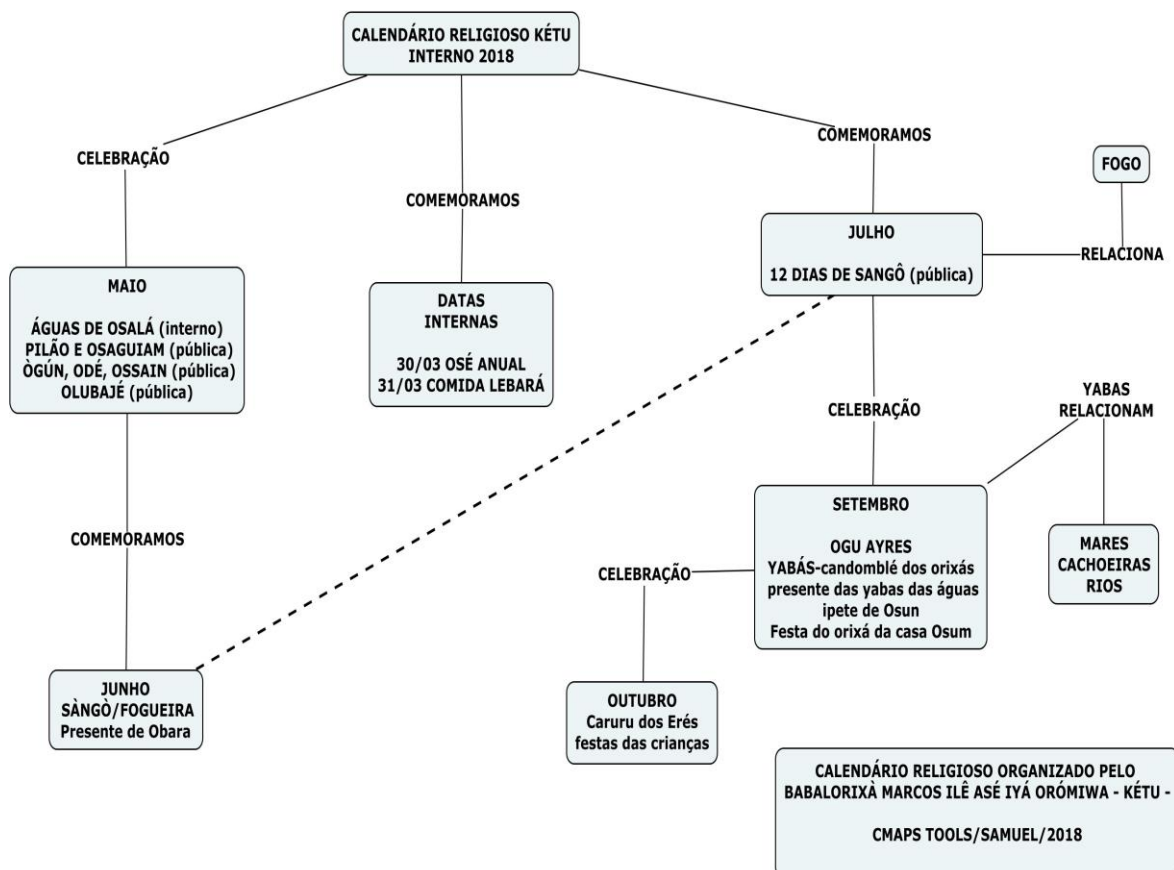 CALENDÁRIO RELIGIOSO KÉTU
INTERNO 2018
CELEBRAÇÃO
COMEMORAMOS
COMEMORAMOS
FOGO
RELACIONA
MAIO
ÁGUAS DE OSALÁ (interno)
PILÃO E OSAGUIAM (pública)
ÒGÚN, ODÉ, OSSAIN (pública)
OLUBAJÉ (pública)
DATAS
INTERNAS
30/03 OSÉ ANUAL
31/03 COMIDA LEBARÁ
JULHO
12 DIAS DE SANGÔ (pública)
CELEBRAÇÃO
YABAS
RELACIONAM
COMEMORAMOS
SETEMBRO
OGU AYRES
YABÁS-candomblé dos orixás
presente das yabas das águas
ipete de Osun
Festa do orixá da casa Osum
MARES
CACHOEIRAS
RIOS
CELEBRAÇÃO
JUNHO
SÀNGÒ/FOGUEIRA
Presente de Obara
OUTUBRO
Caruru dos Erés
festas das crianças
CALENDÁRIO RELIGIOSO ORGANIZADO PELO
BABALORIXÀ MARCOS ILÊ ASÉ IYÁ ORÓMIWA - KÉTU -
CMAPS TOOLS/SAMUEL/2018